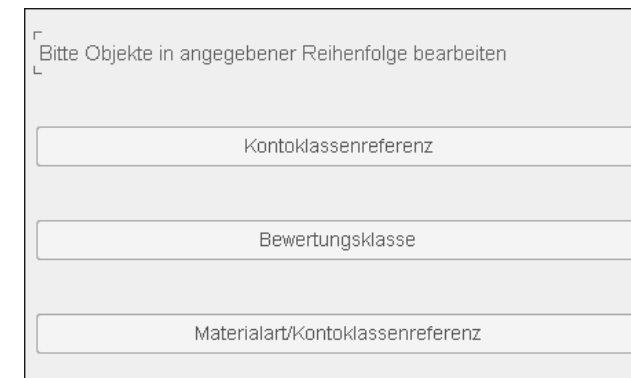 Bitte Objekte in angegebener Reihenfolge bearbeiten
Kontoklassenreferenz
Bewertungsklasse
Materialart/Kontoklassenreferenz